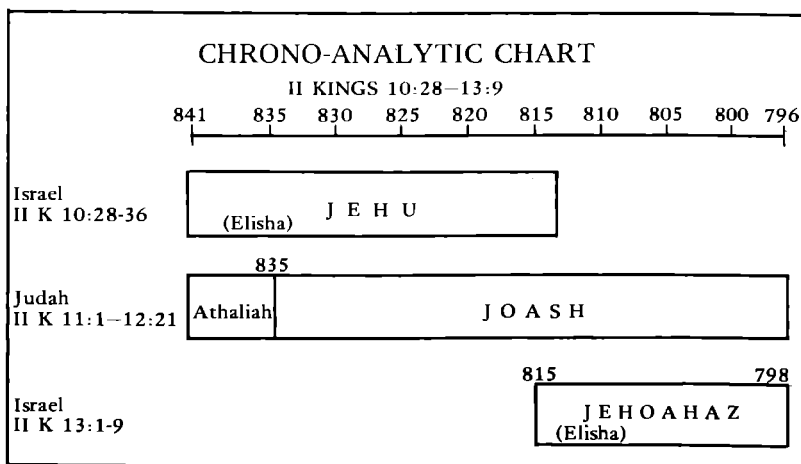 CHRONO-ANALYTIC CHART
II KINGS 10:28—13:9
841 835 830 825 820 815 810 805 800 796
Israel
II K 10:28-36
J E H U
(Elisha)
835
Judah
II K 11:1—12:21
Athaliah
J O A S H
815 798
Israel
II K 13:1-9
J E H O A H A Z
(Elisha)